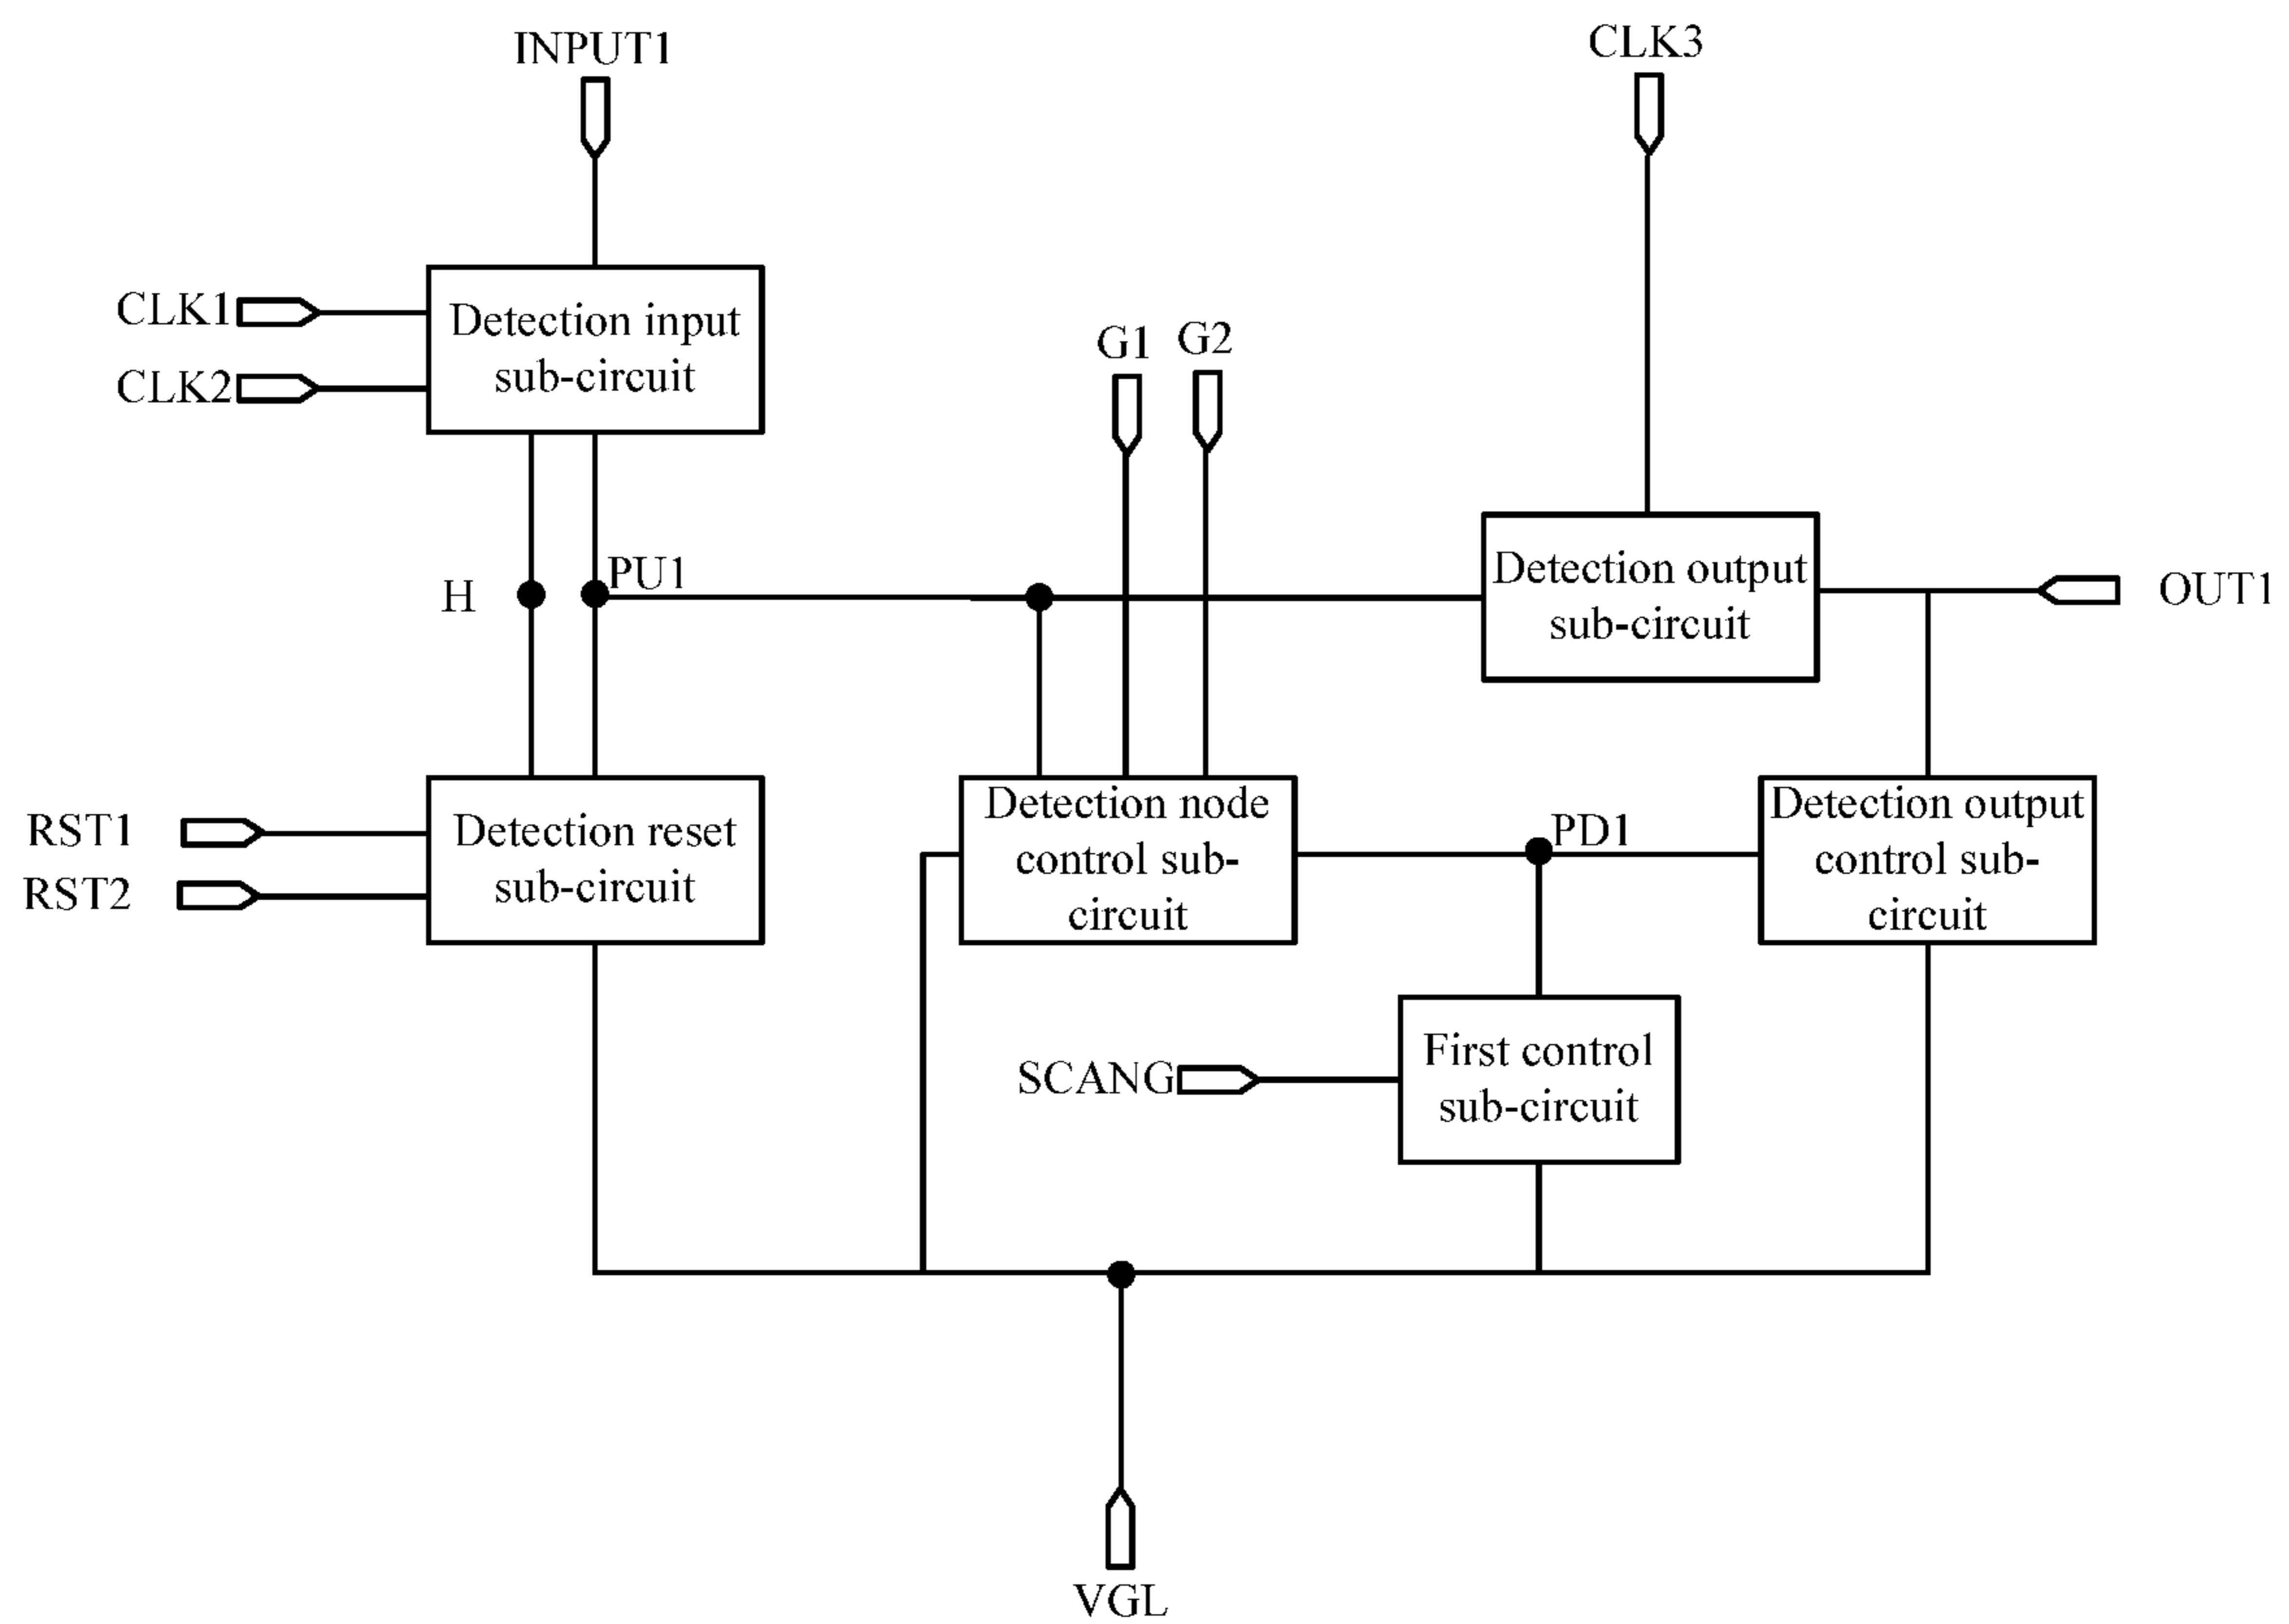 INPUT1
CLK3
CLK1
Detection input
sub-circuit
CLK2
G1
G2
H
PU1
Detection output
sub-circuit
OUT1
RST1
RST2
Detection reset
sub-circuit
Detection node
control sub-
circuit
PD1
Detection output
control sub-
circuit
SCANG
First control
sub-circuit
VGL